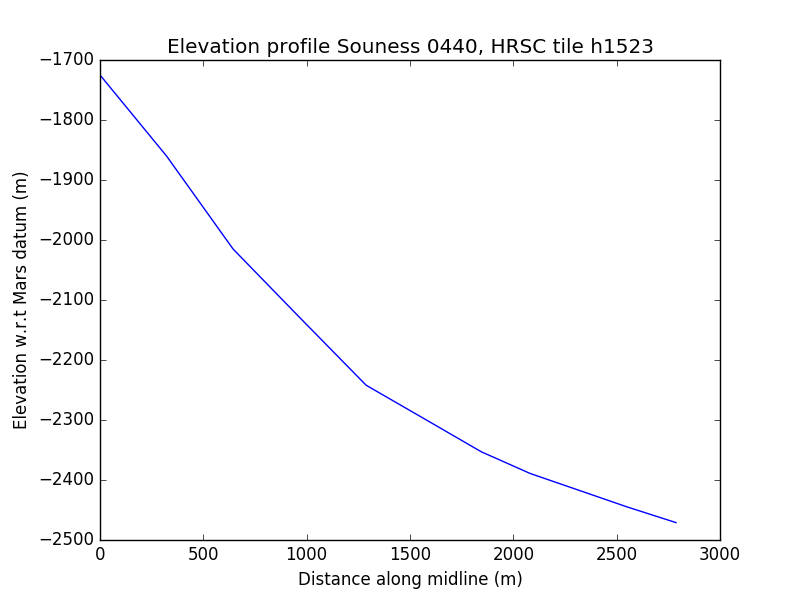 Elevation profile Souness 0440, HRSC tile h1523
−1700
−1800
−1900
−2000
−2100
−2200
−2300
−2400
−2500
Elevation w.r.t Mars datum (m)
0 500 1000 1500 2000 2500 3000
Distance along midline (m)